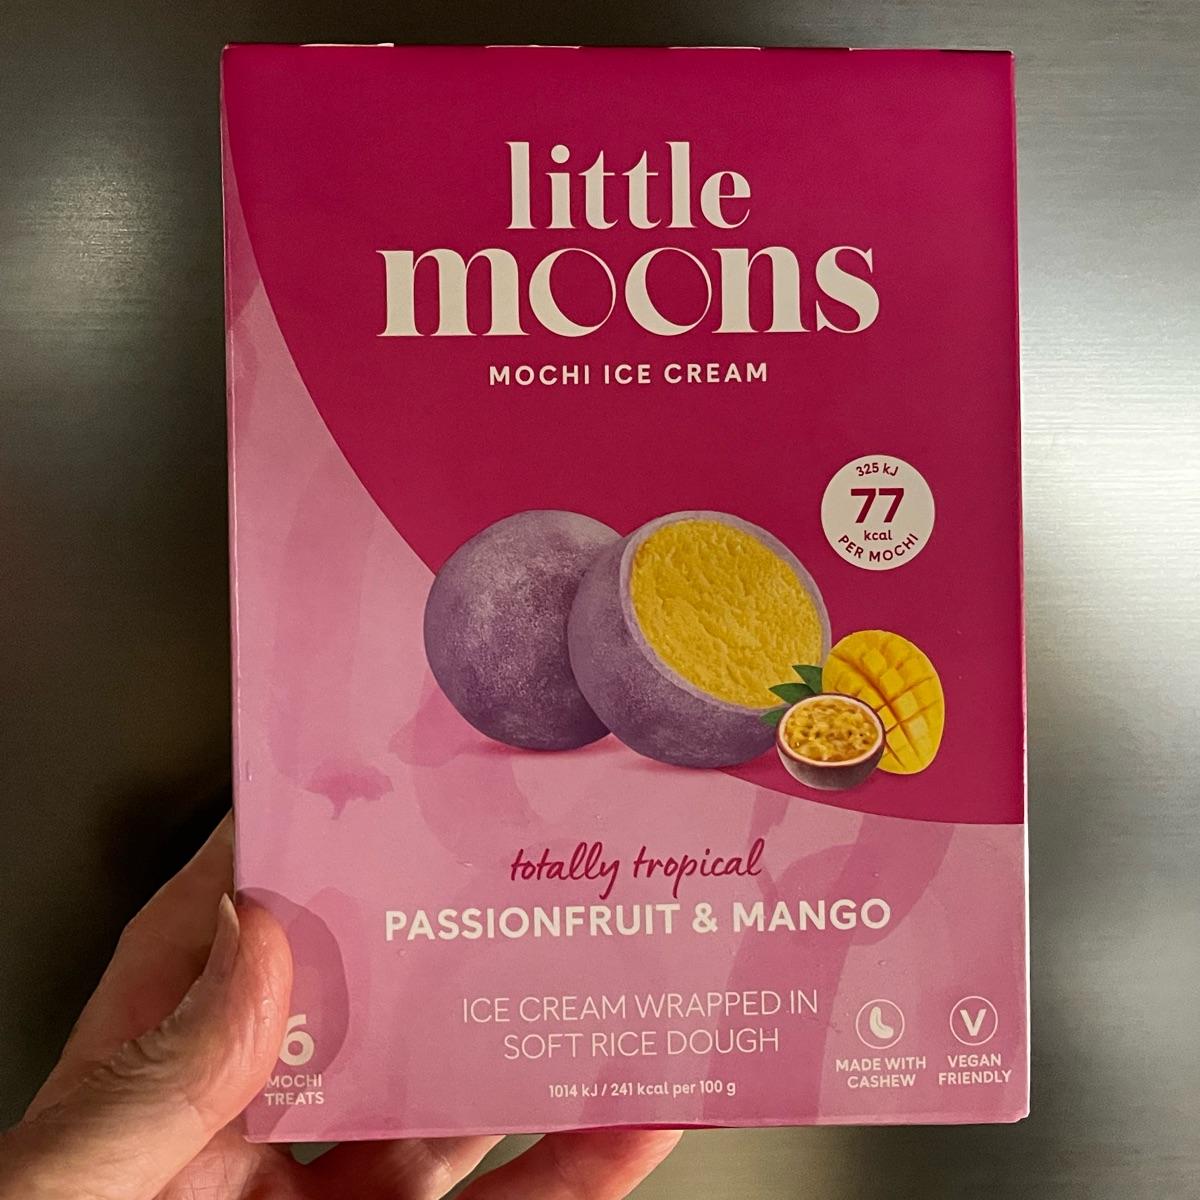 little
moons
MOCHI ICE CREAM
325 kJ
77
kcal
PER MOCHI
totally tropical
PASSIONFRUIT & MANGO
ICE CREAM WRAPPED IN
SOFT RICE DOUGH
1014 kJ / 241 kcal per 100 g
6
MOCHI
TREATS
MADE WITH
CASHEW
V
VEGAN
FRIENDLY